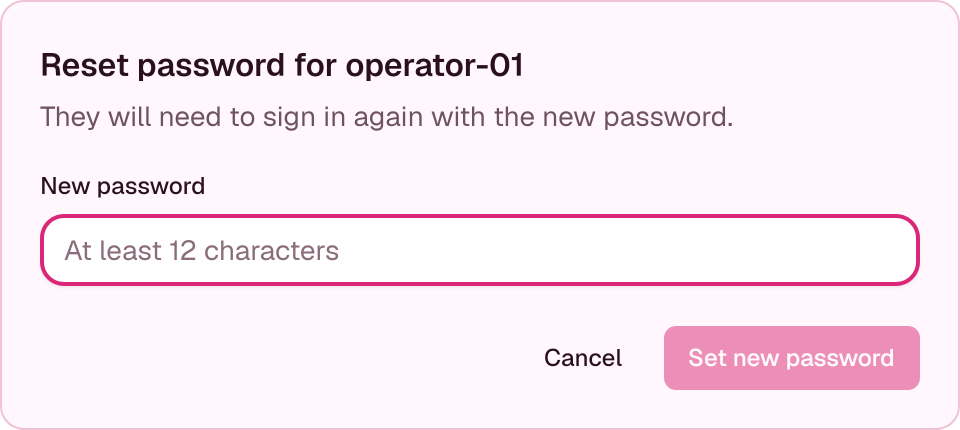 Reset password for operator-01
They will need to sign in again with the new password.
New password
At least 12 characters
Cancel
Set new password